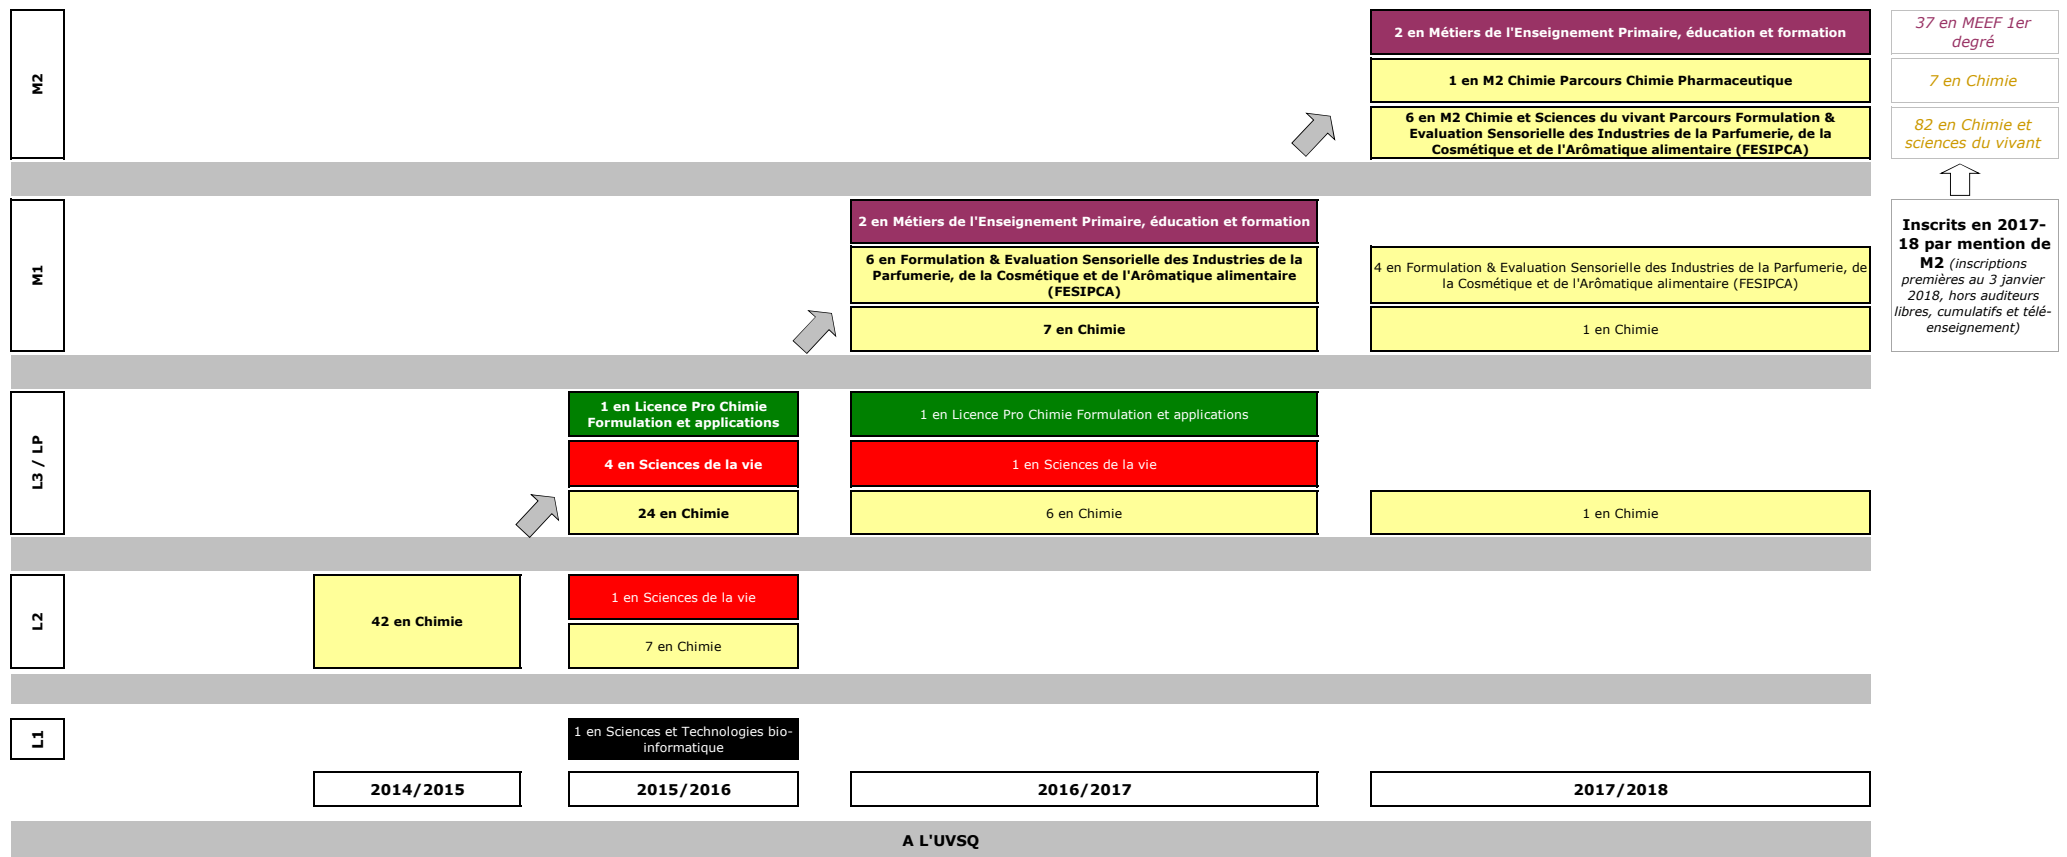 M2
2 en Métiers de l'Enseignement Primaire, éducation et formation
37 en MEEF 1er
degré
1 en M2 Chimie Parcours Chimie Pharmaceutique
7 en Chimie
6 en M2 Chimie et Sciences du vivant Parcours Formulation &
Evaluation Sensorielle des Industries de la Parfumerie, de la
Cosmétique et de l'Arômatique alimentaire (FESIPCA)
82 en Chimie et
sciences du vivant
M1
2 en Métiers de l'Enseignement Primaire, éducation et formation
6 en Formulation & Evaluation Sensorielle des Industries de la
Parfumerie, de la Cosmétique et de l'Arômatique alimentaire
(FESIPCA)
4 en Formulation & Evaluation Sensorielle des Industries de la Parfumerie, de
la Cosmétique et de l'Arômatique alimentaire (FESIPCA)
7 en Chimie
1 en Chimie
Inscrits en 2017-
18 par mention de
M2 (inscriptions
premières au 3 janvier
2018, hors auditeurs
libres, cumulatifs et télé-
enseignement)
L3 / LP
1 en Licence Pro Chimie
Formulation et applications
1 en Licence Pro Chimie Formulation et applications
4 en Sciences de la vie
1 en Sciences de la vie
24 en Chimie
6 en Chimie
1 en Chimie
L2
42 en Chimie
1 en Sciences de la vie
7 en Chimie
L1
1 en Sciences et Technologies bio-
informatique
2014/2015
2015/2016
2016/2017
2017/2018
A L'UVSQ